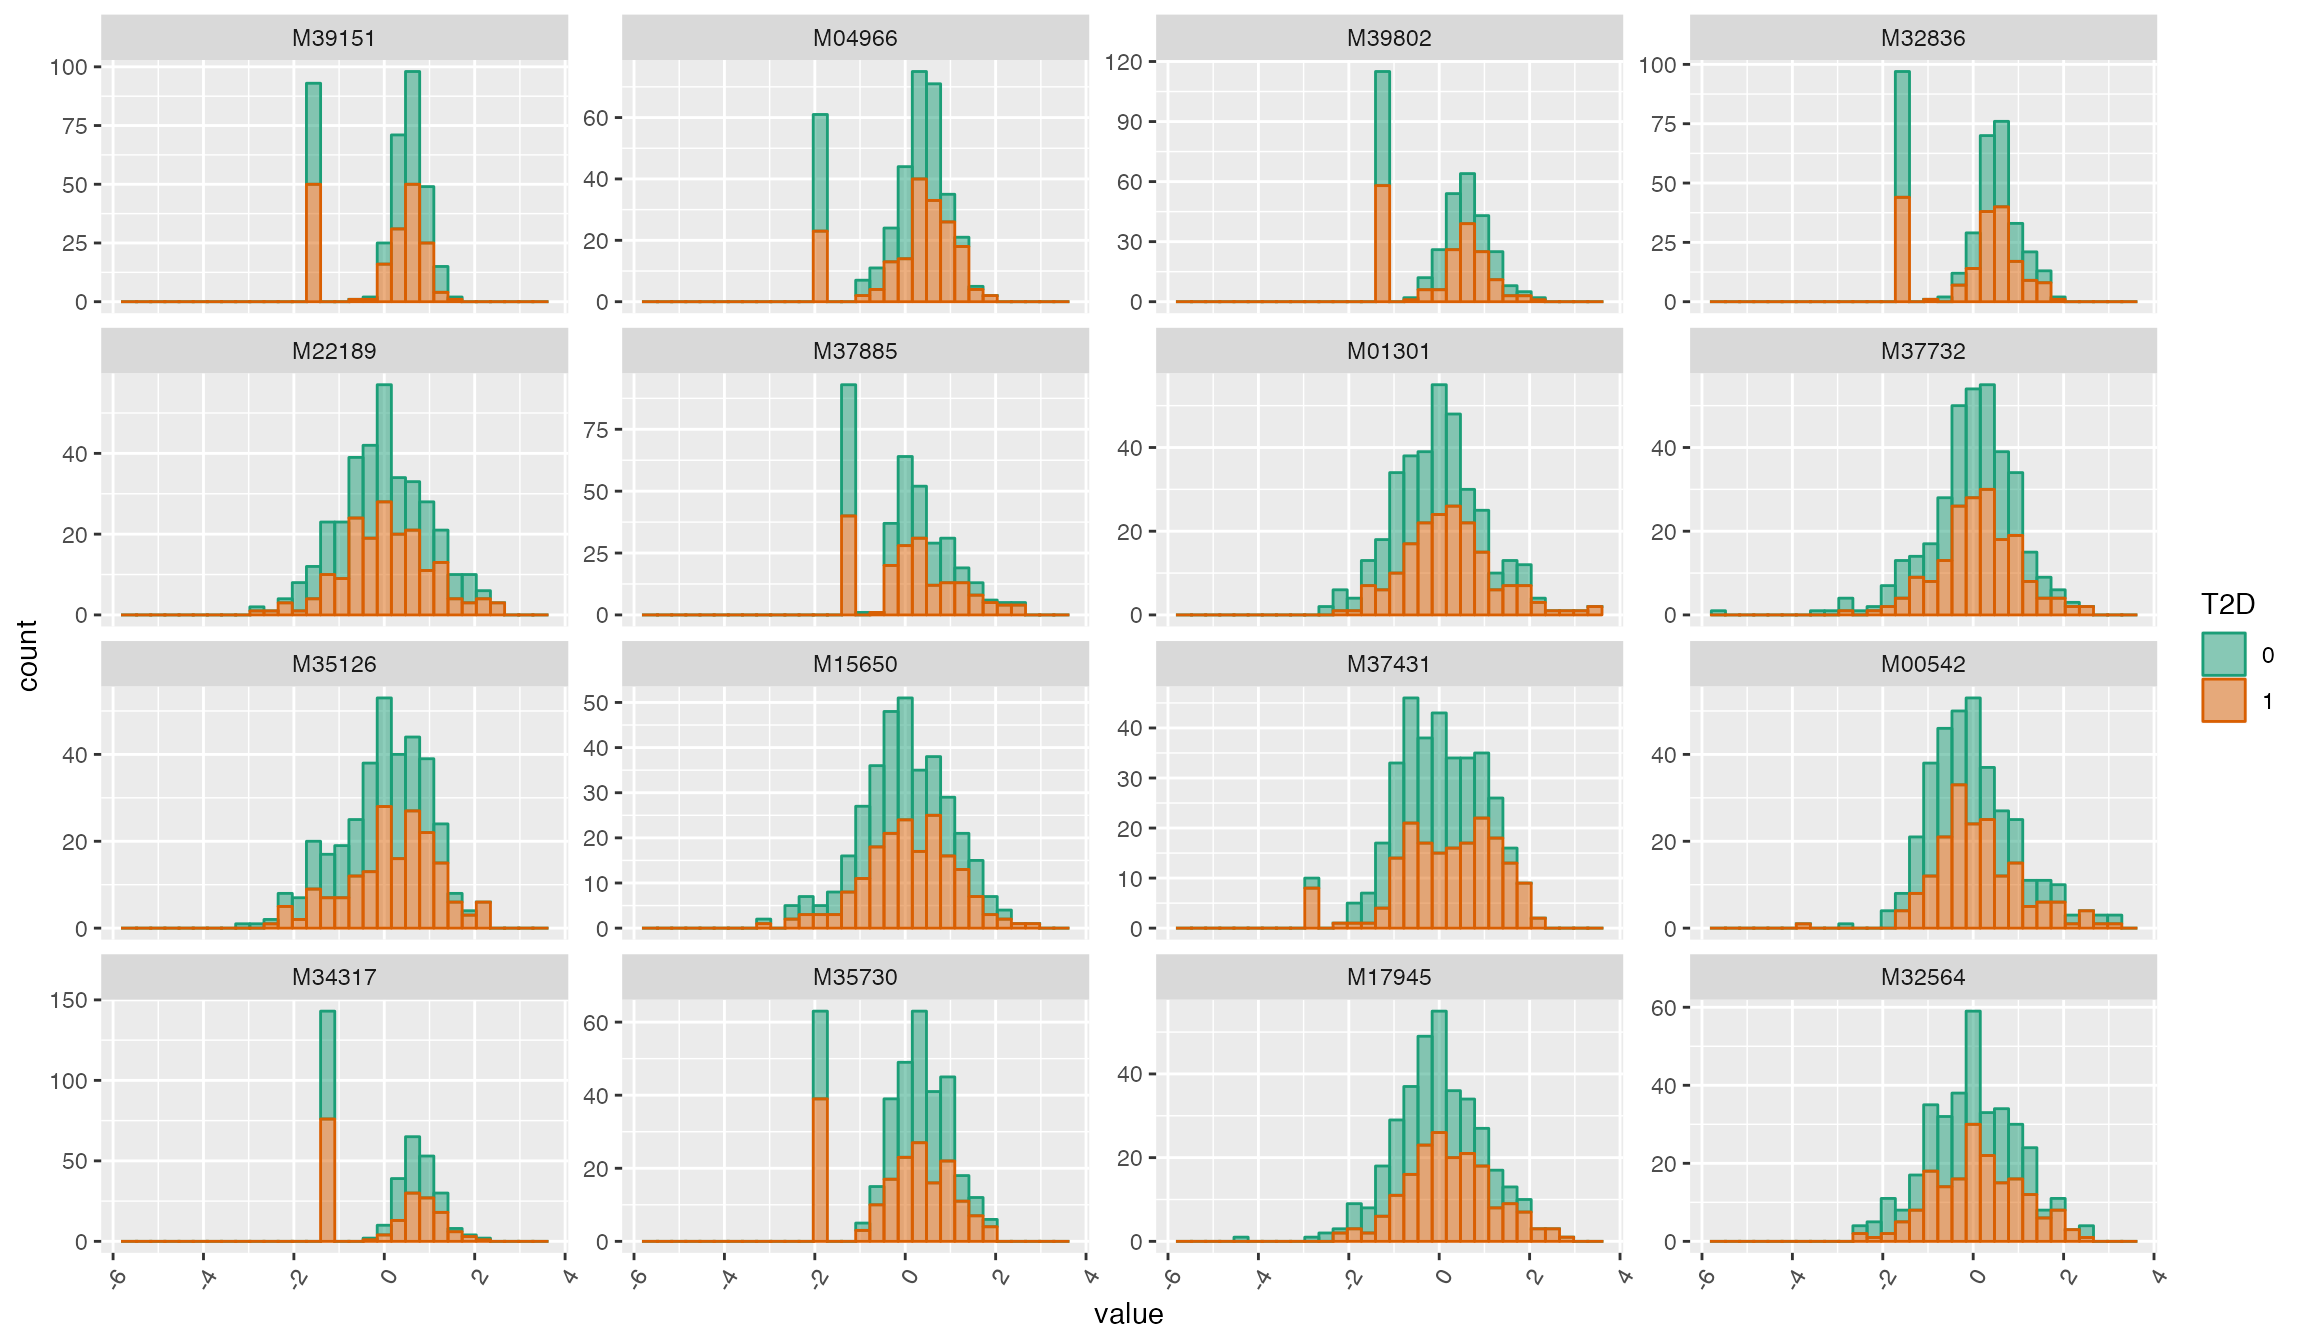 M39151 M04966 M39802 M32836
100 75 50 25 0
60 40 20 0
120 90 60 30 0
100 75 50 25 0
M22189 M37885 M01301 M37732
40 20 0
75 50 25 0
40 20 0
40 20 0
count
M35126 M15650 M37431 M00542
40 20 0
50 40 30 20 10 0
40 30 20 10 0
40 20 0
M34317 M35730 M17945 M32564
150 100 50 0
60 40 20 0
40 20 0
60 40 20 0
-6 -4 -2 0 2 4
-6 -4 -2 0 2 4
-6 -4 -2 0 2 4
-6 -4 -2 0 2 4
value
T2D
0
1